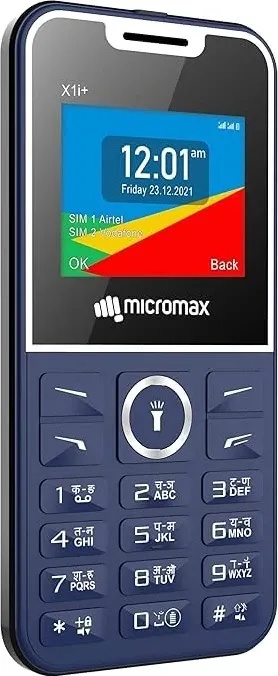 X1i+
12:01 am
Friday 23.12.2021
SIM 1 Airtel
SIM 2 Vodafone
OK Back
micromax
1 क-ङ
2 च-ञ ABC
3 ट-ण DEF
4 त-न GHI
5 प-म JKL
6 य-व MNO
7 श-ह PQRS
8 अ-ओ TUV
9 WXYZ
* +
0
#